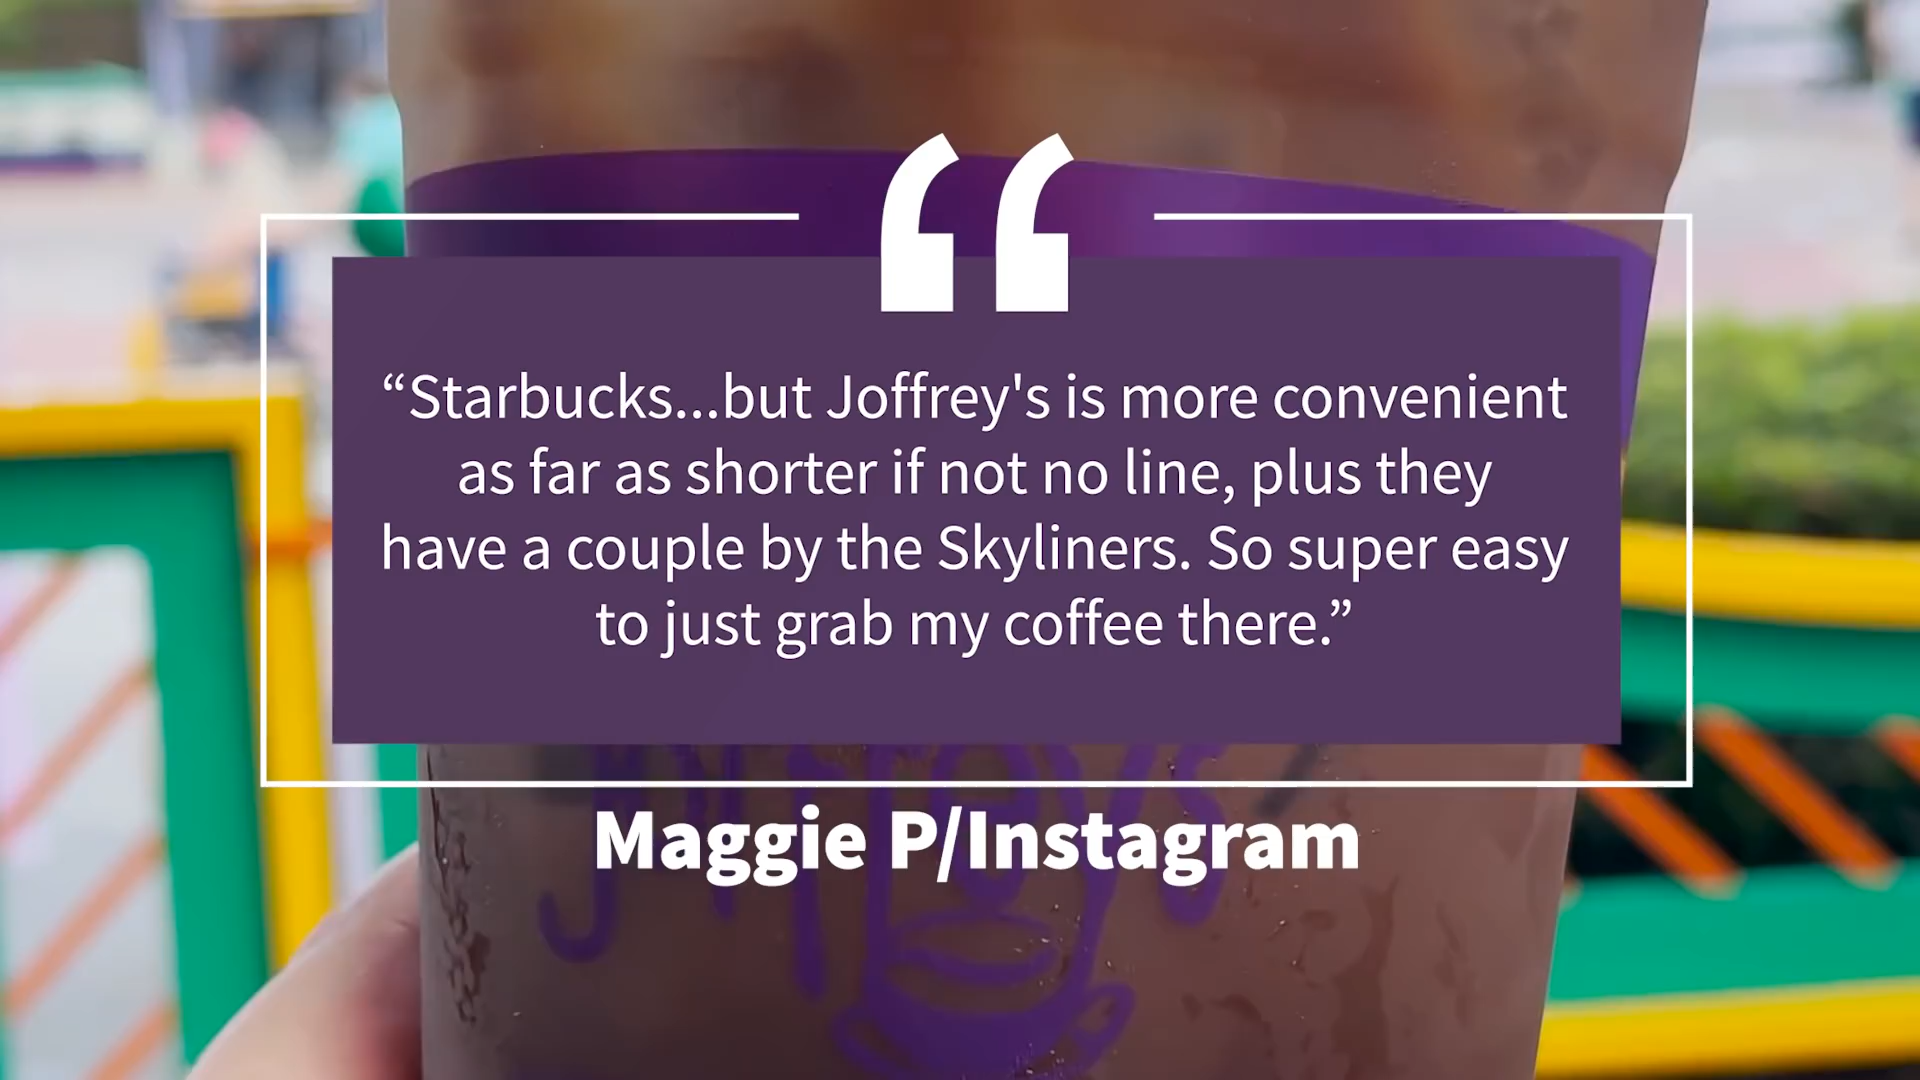 “Starbucks...but Joffrey's is more convenient
as far as shorter if not no line, plus they
have a couple by the Skyliners. So super easy
to just grab my coffee there.”
Maggie P/Instagram